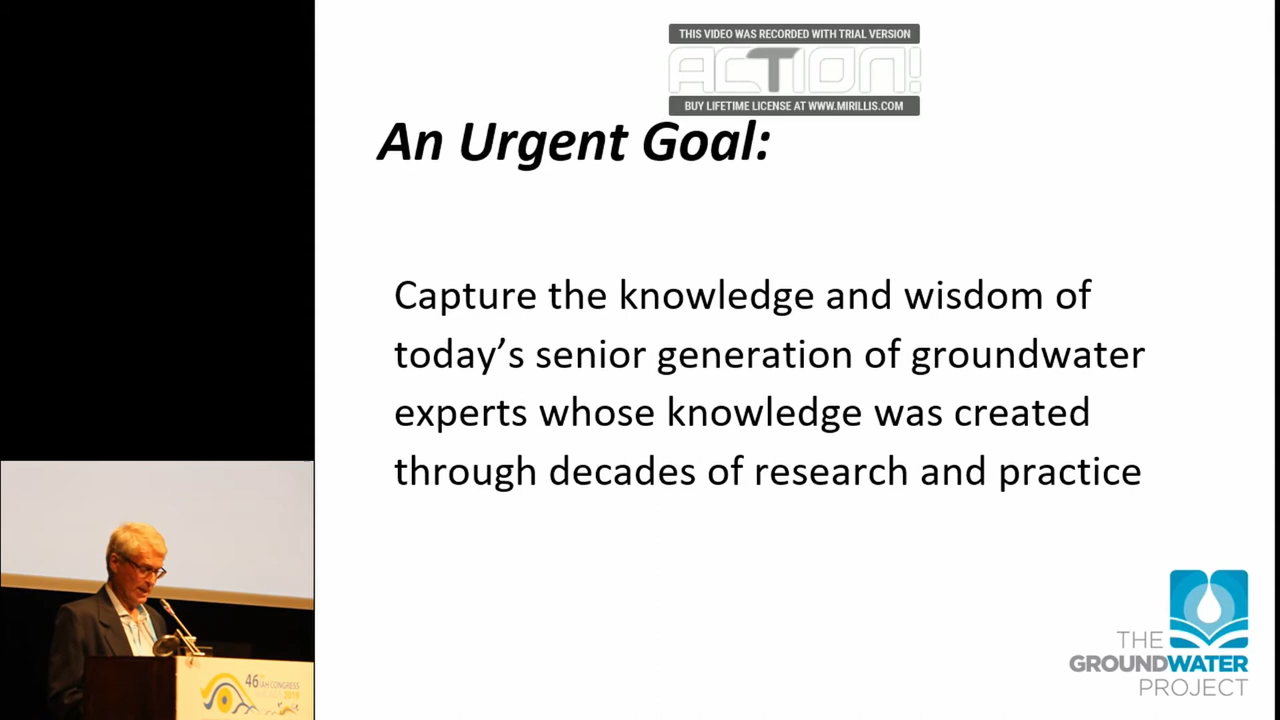 THIS VIDEO WAS RECORDED WITH TRIAL VERSION
ACTION!
BUY LIFETIME LICENSE AT WWW.MIRILLIS.COM
An Urgent Goal:
Capture the knowledge and wisdom of
today’s senior generation of groundwater
experts whose knowledge was created
through decades of research and practice
THE
GROUNDWATER
PROJECT
46
IAH CONGRESS
2019